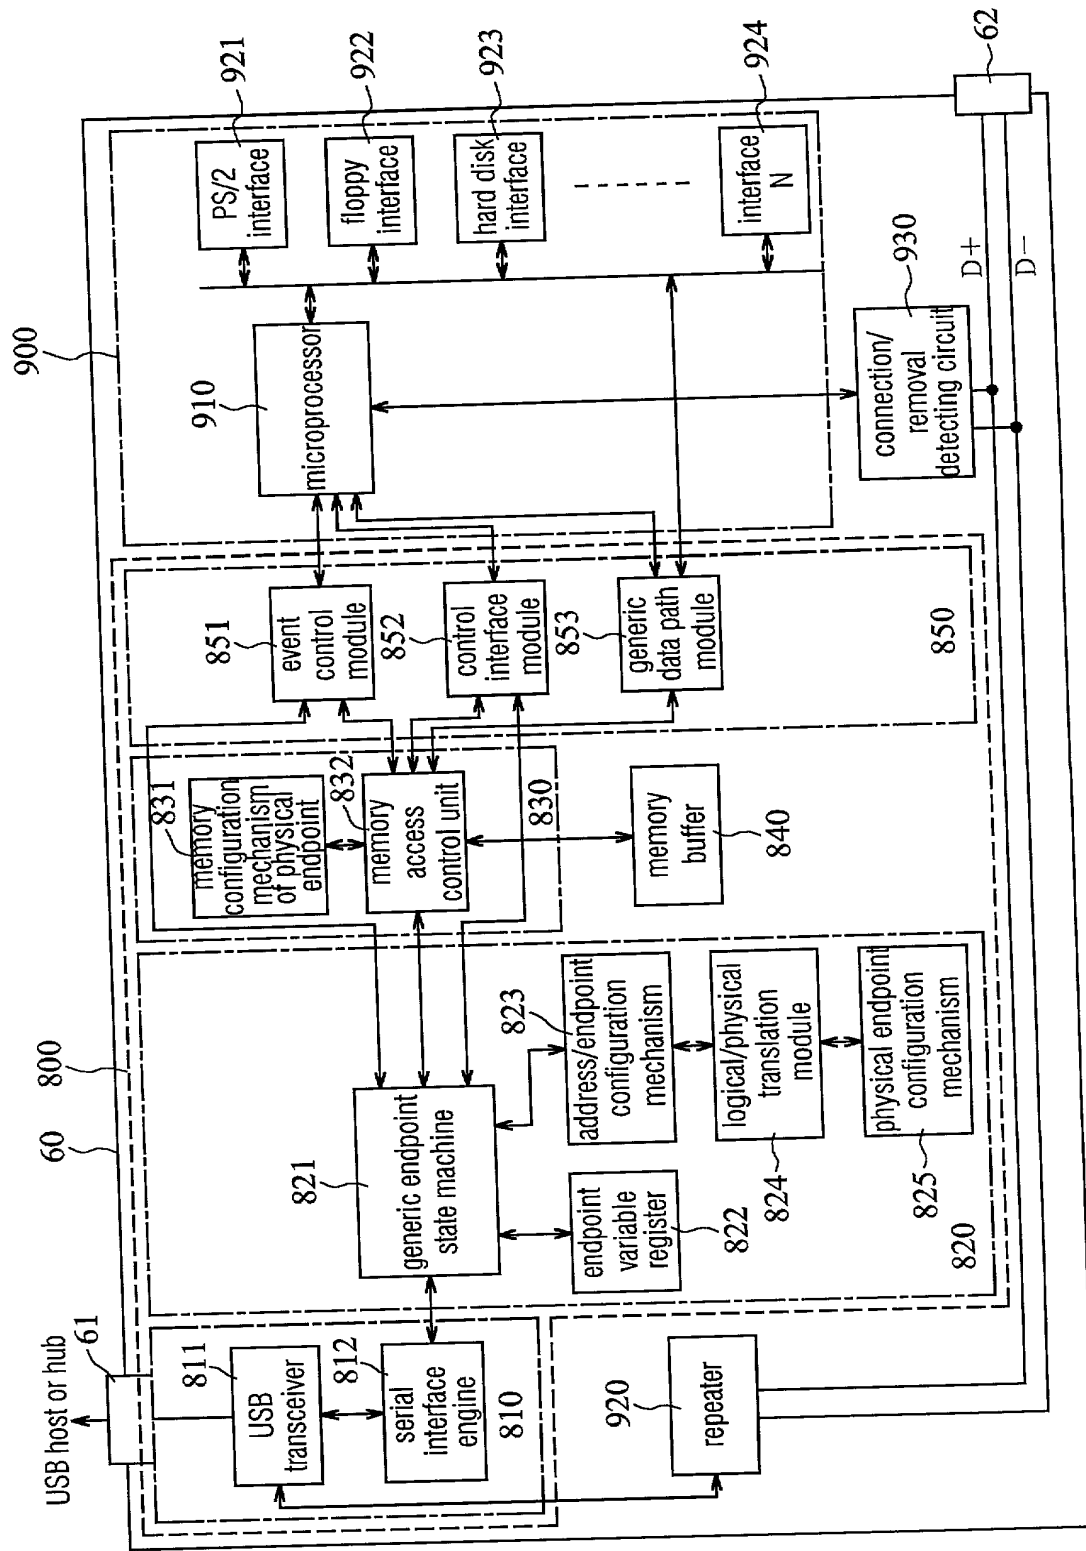 USB host or hub
61
60
800
900
811
USB
transceiver
812
serial
interface
engine
810
920
repeater
821
generic endpoint
state machine
endpoint
variable
register
822
823
address/endpoint
configuration
mechanism
logical/physical
translation
module
824
physical endpoint
configuration
mechanism
825
820
831
memory
configuration
mechanism
of physical
endpoint
832
memory
access
control unit
830
memory
buffer
840
851
event
control
module
852
control
interface
module
853
generic
data path
module
850
910
microprocessor
PS/2
interface
921
floppy
interface
922
hard disk
interface
923
interface
N
924
930
connection/
removal
detecting circuit
D+
D−
62